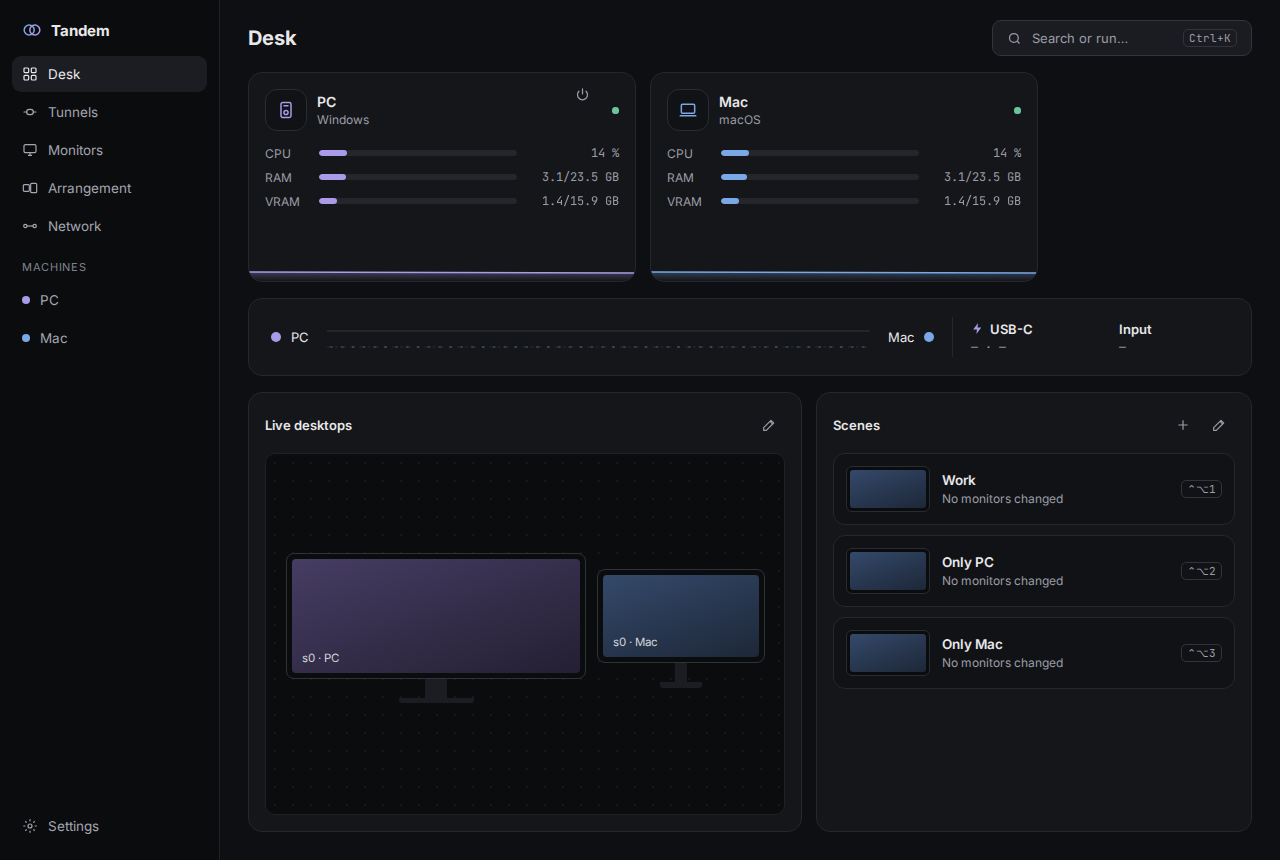 Tandem
Desk
Tunnels
Monitors
Arrangement
Network
MACHINES
PC
Mac
Settings
Desk
Search or run...
Ctrl+K
PC
Windows
CPU
14 %
RAM
3.1/23.5 GB
VRAM
1.4/15.9 GB
Mac
macOS
CPU
14 %
RAM
3.1/23.5 GB
VRAM
1.4/15.9 GB
PC
Mac
USB-C
– · –
Input
–
Live desktops
s0 · PC
s0 · Mac
Scenes
Work
No monitors changed
⌃⌥1
Only PC
No monitors changed
⌃⌥2
Only Mac
No monitors changed
⌃⌥3